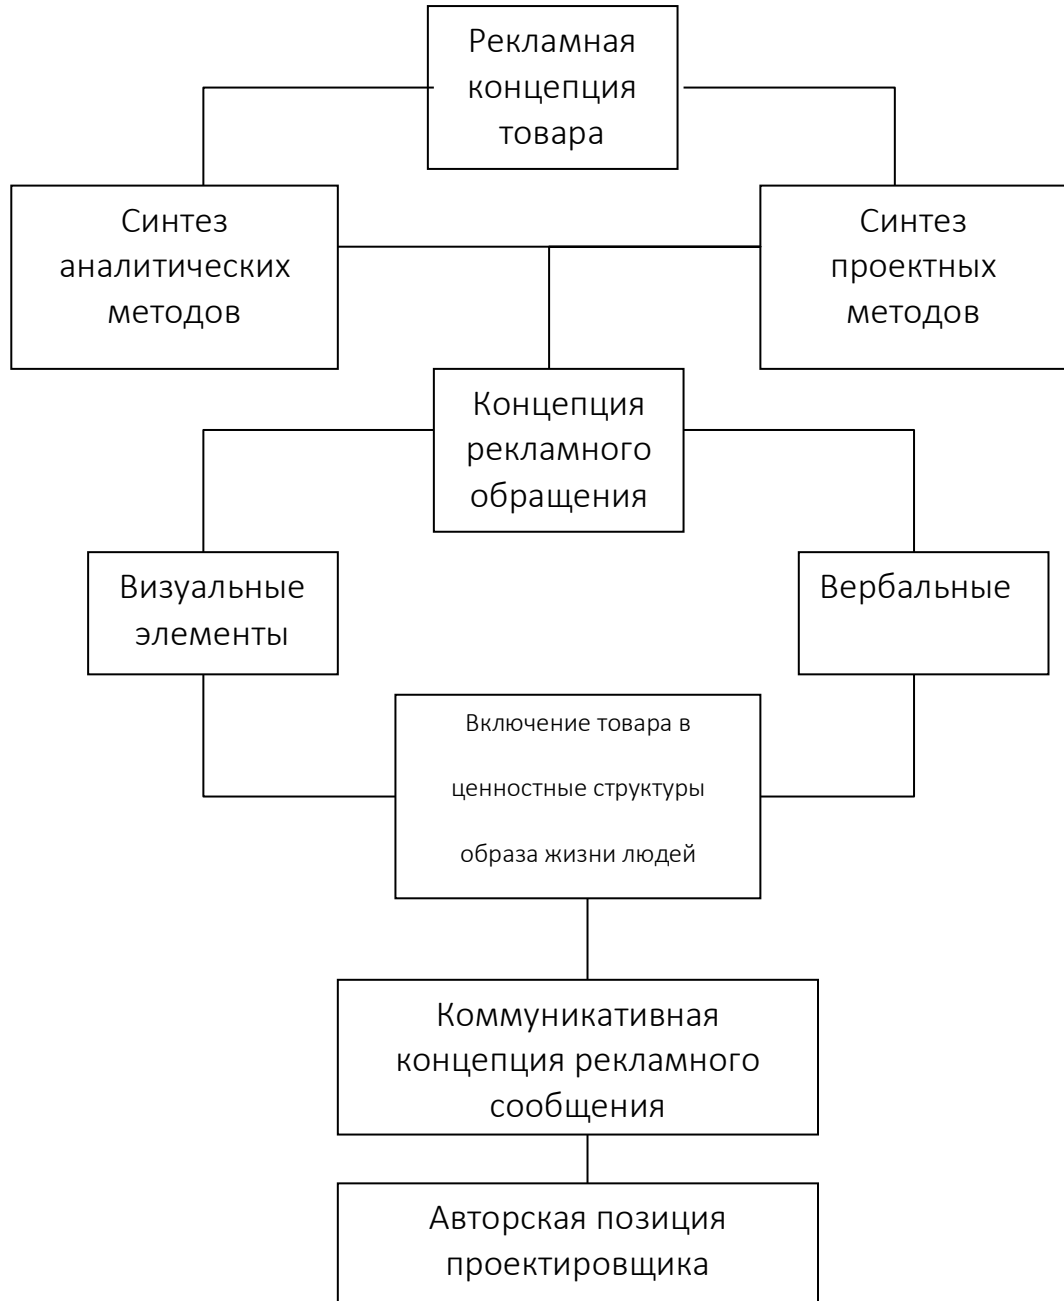 Рекламная
концепция
товара
Синтез
аналитических
методов
Синтез
проектных
методов
Концепция
рекламного
обращения
Визуальные
элементы
Вербальные
Включение товара в
ценностные структуры
образа жизни людей
Коммуникативная
концепция рекламного
сообщения
Авторская позиция
проектировщика